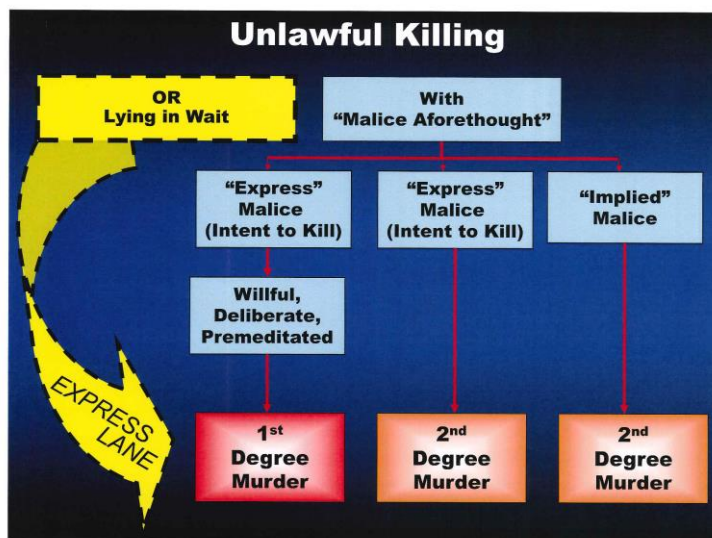 Unlawful Killing
OR
Lying in Wait
With
“Malice Aforethought”
“Express”
Malice
(Intent to Kill)
“Express”
Malice
(Intent to Kill)
“Implied”
Malice
Willful,
Deliberate,
Premeditated
EXPRESS
LANE
1st
Degree
Murder
2nd
Degree
Murder
2nd
Degree
Murder